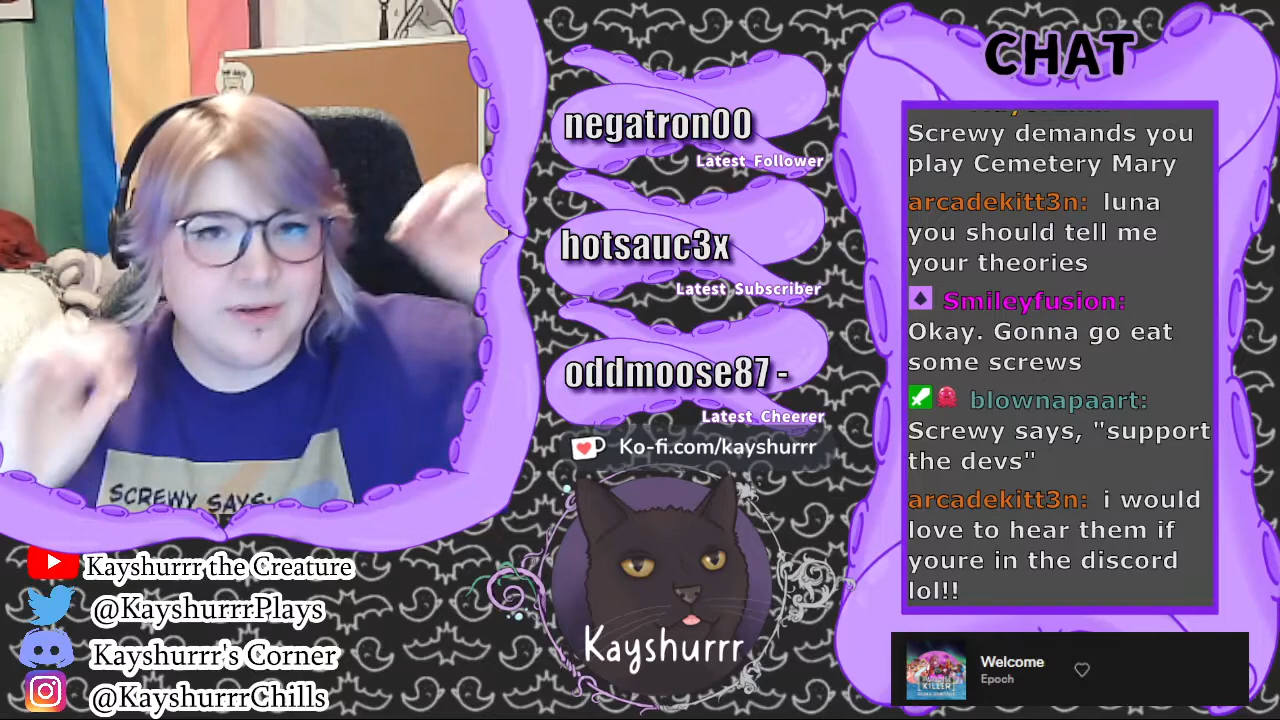 SCREWY SAYS:
negatron00
Latest Follower
hotsauc3x
Latest Subscriber
oddmoose87 -
Latest Cheerer
Ko-fi.com/kayshurrr
Kayshurrr
Kayshurrr the Creature
@KayshurrrPlays
Kayshurrr's Corner
@KayshurrrChills
CHAT
Screwy demands you
play Cemetery Mary
arcadekitt3n: luna
you should tell me
your theories
Smileyfusion:
Okay. Gonna go eat
some screws
blownapaart:
Screwy says, "support
the devs"
arcadekitt3n: i would
love to hear them if
youre in the discord
lol!!
PARADISE
KILLER
Welcome
Epoch